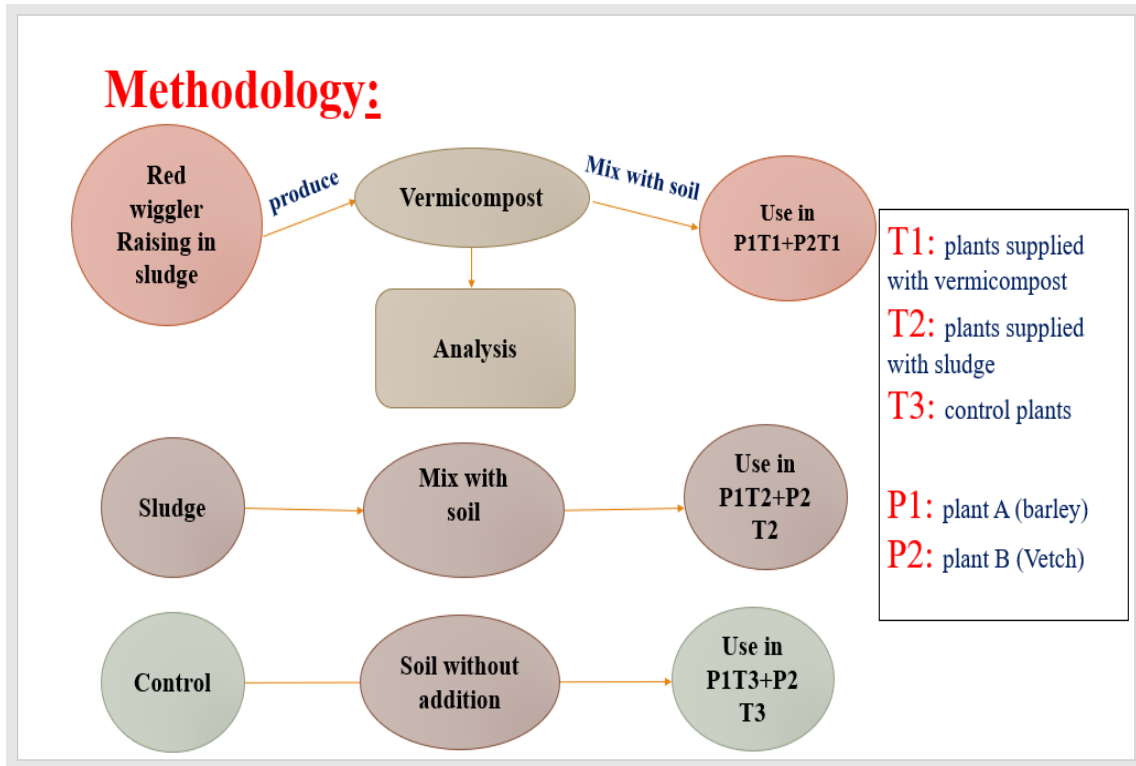 Methodology:
Red
wiggler
Raising in
sludge
produce
Vermicompost
Mix with soil
Use in
P1T1+P2T1
Analysis
Sludge
Mix with
soil
Use in
P1T2+P2
T2
Control
Soil without
addition
Use in
P1T3+P2
T3
T1: plants supplied
with vermicompost
T2: plants supplied
with sludge
T3: control plants
P1: plant A (barley)
P2: plant B (Vetch)